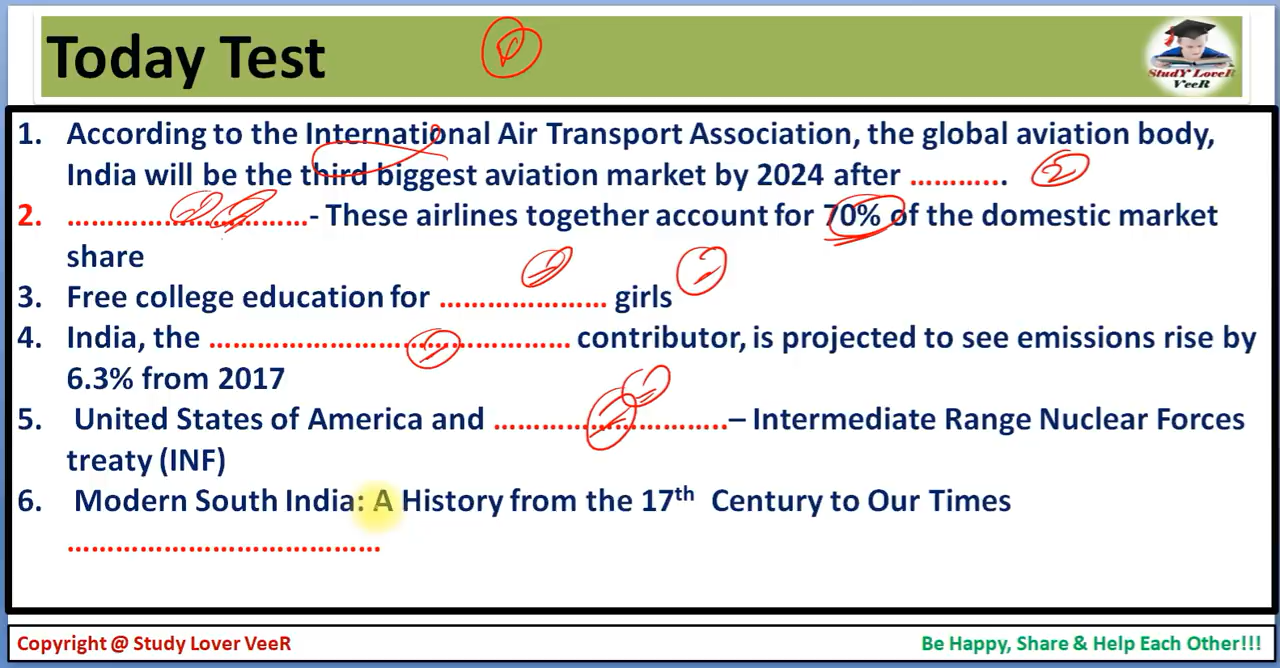 Today Test
StudY LoveR
VeeR
1. According to the International Air Transport Association, the global aviation body,
India will be the third biggest aviation market by 2024 after ………... 2
2. …………………………- These airlines together account for 70% of the domestic market
share
3. Free college education for ………………… girls
4. India, the ……………………………………… contributor, is projected to see emissions rise by
6.3% from 2017
5. United States of America and ………………………..– Intermediate Range Nuclear Forces
treaty (INF)
6. Modern South India: A History from the 17th Century to Our Times
…………………………………
Copyright @ Study Lover VeeR
Be Happy, Share & Help Each Other!!!